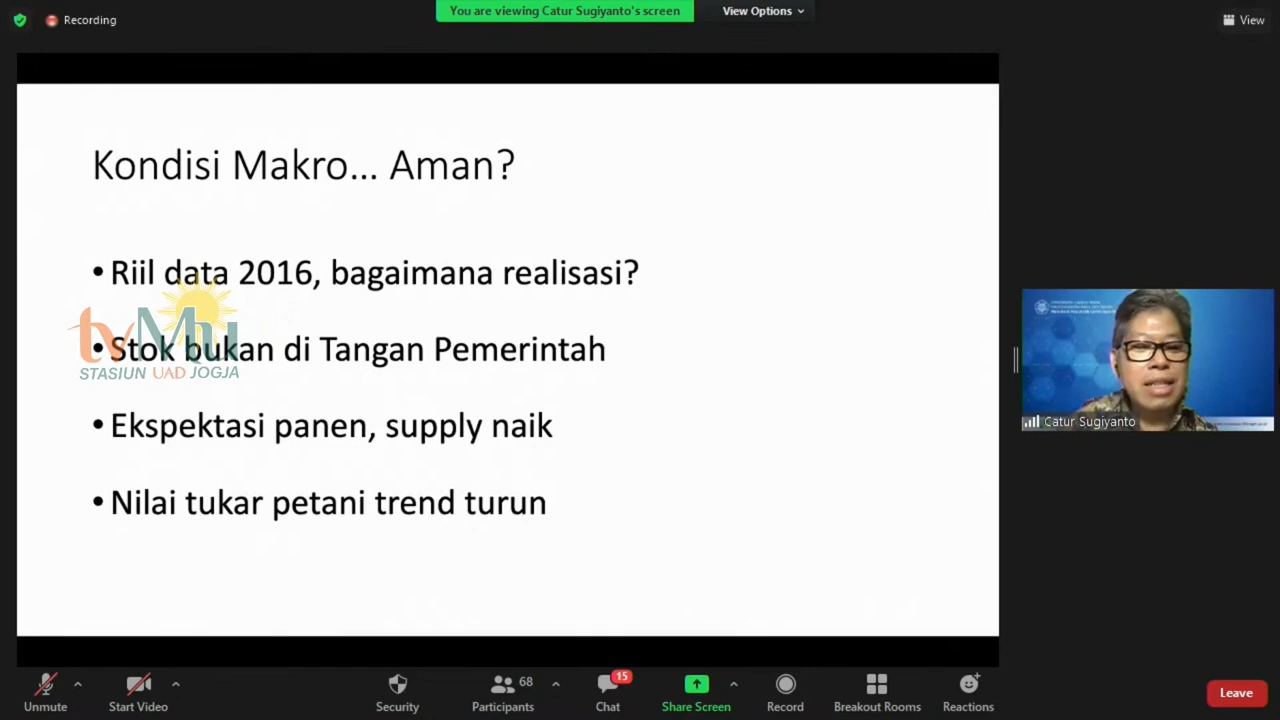 Recording
You are viewing Catur Sugiyanto's screen
View Options
View
Kondisi Makro... Aman?
• Riil data 2016, bagaimana realisasi?
• Stok bukan di Tangan Pemerintah
• Ekspektasi panen, supply naik
• Nilai tukar petani trend turun
tvMu
STASIUN UAD JOGJA
Catur Sugiyanto
Unmute
Start Video
Security
68
Participants
15
Chat
Share Screen
Record
Breakout Rooms
Reactions
Leave